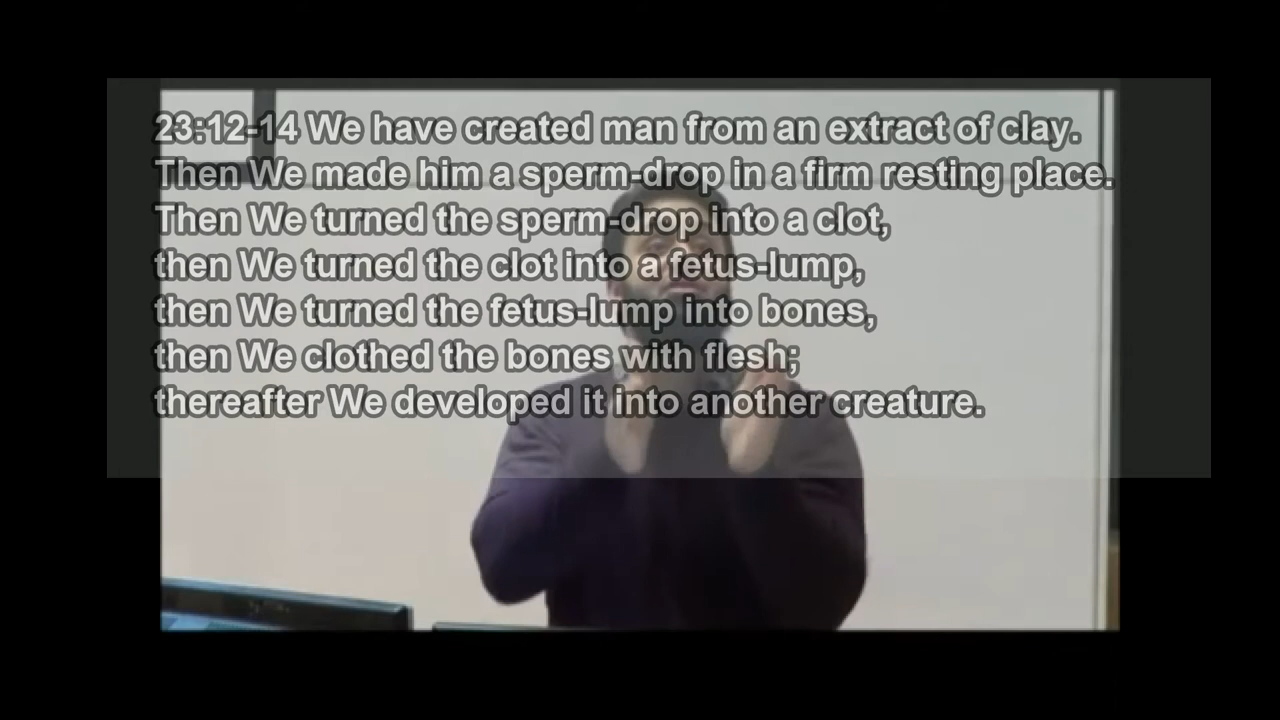 23:12-14 We have created man from an extract of clay.
Then We made him a sperm-drop in a firm resting place.
Then We turned the sperm-drop into a clot,
then We turned the clot into a fetus-lump,
then We turned the fetus-lump into bones,
then We clothed the bones with flesh;
thereafter We developed it into another creature.